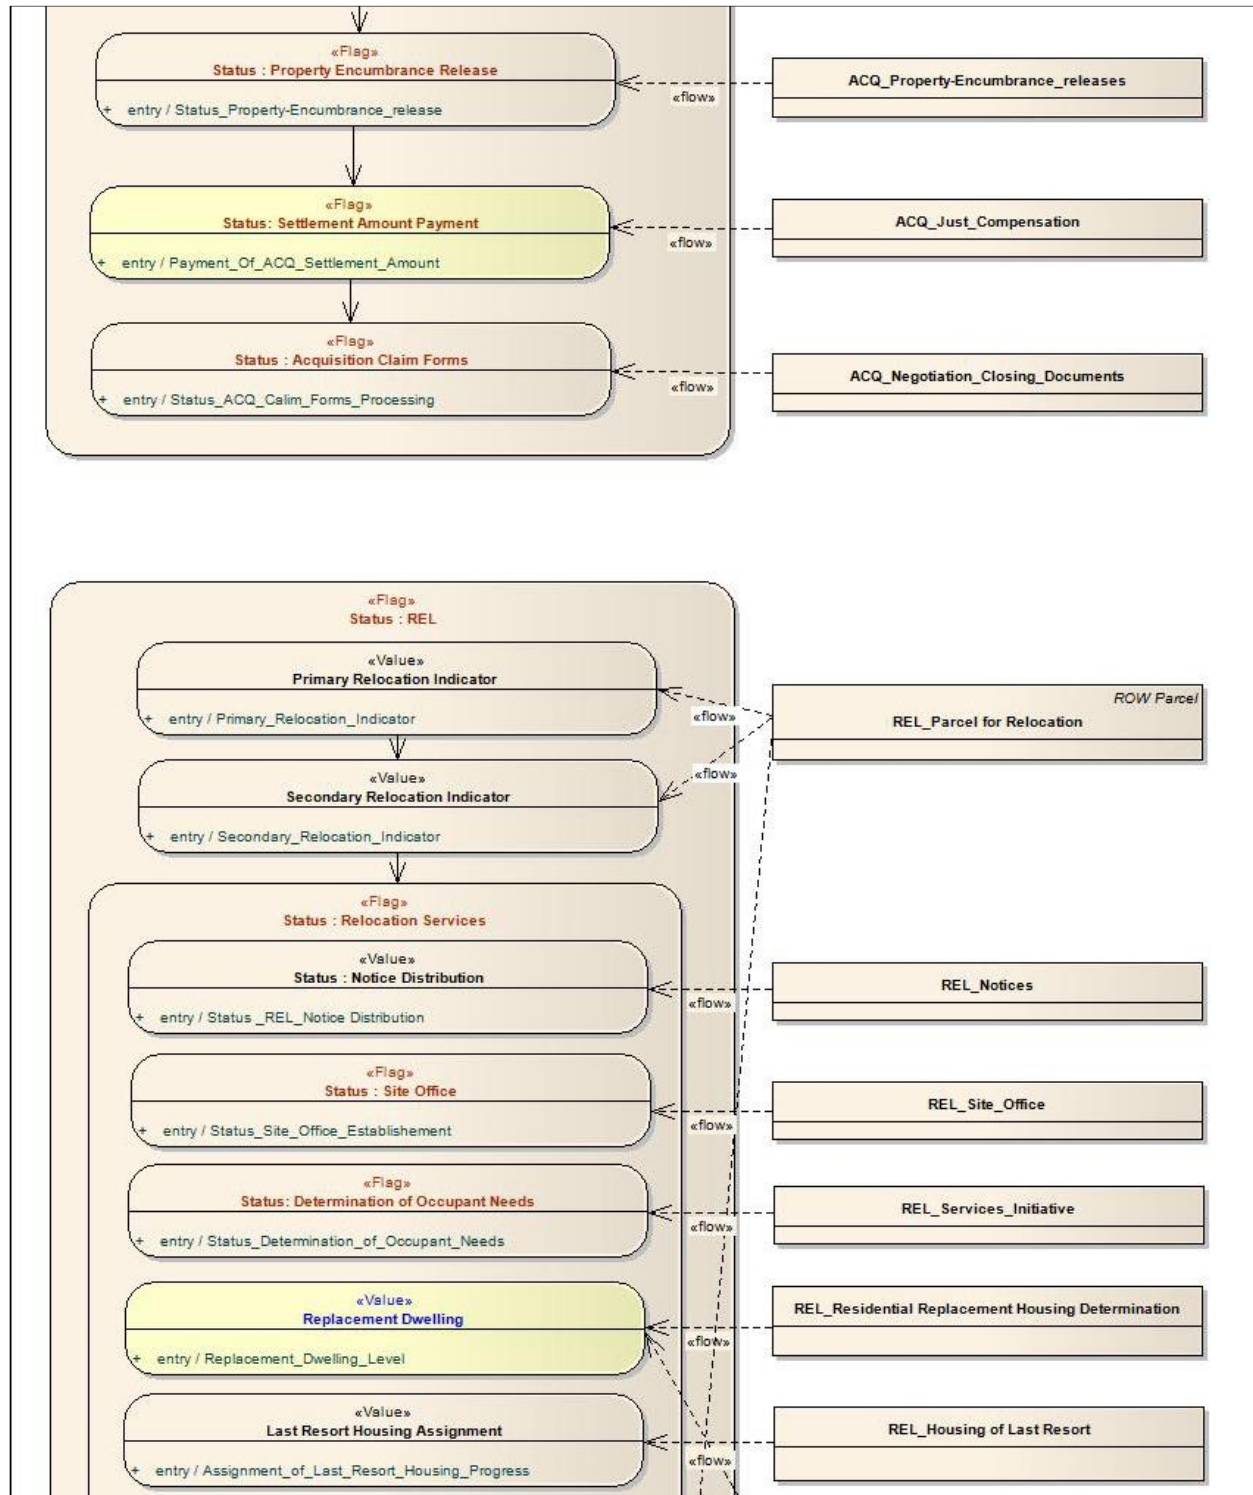 «Flag»
Status : Property Encumbrance Release
+ entry / Status_Property-Encumbrance_release
«flow»
ACQ_Property-Encumbrance_releases
«Flag»
Status: Settlement Amount Payment
+ entry / Payment_Of_ACQ_Settlement_Amount
«flow»
ACQ_Just_Compensation
«Flag»
Status : Acquisition Claim Forms
+ entry / Status_ACQ_Calim_Forms_Processing
«flow»
ACQ_Negotiation_Closing_Documents
«Flag»
Status : REL
«Value»
Primary Relocation Indicator
+ entry / Primary_Relocation_Indicator
«flow»
ROW Parcel
REL_Parcel for Relocation
«Value»
Secondary Relocation Indicator
+ entry / Secondary_Relocation_Indicator
«flow»
«Flag»
Status : Relocation Services
«Value»
Status : Notice Distribution
+ entry / Status _REL_Notice Distribution
«flow»
REL_Notices
«Flag»
Status : Site Office
+ entry / Status_Site_Office_Establishement
«flow»
REL_Site_Office
«Flag»
Status: Determination of Occupant Needs
+ entry / Status_Determination_of_Occupant_Needs
«flow»
REL_Services_Initiative
«Value»
Replacement Dwelling
+ entry / Replacement_Dwelling_Level
«flow»
REL_Residential Replacement Housing Determination
«Value»
Last Resort Housing Assignment
+ entry / Assignment_of_Last_Resort_Housing_Progress
«flow»
REL_Housing of Last Resort